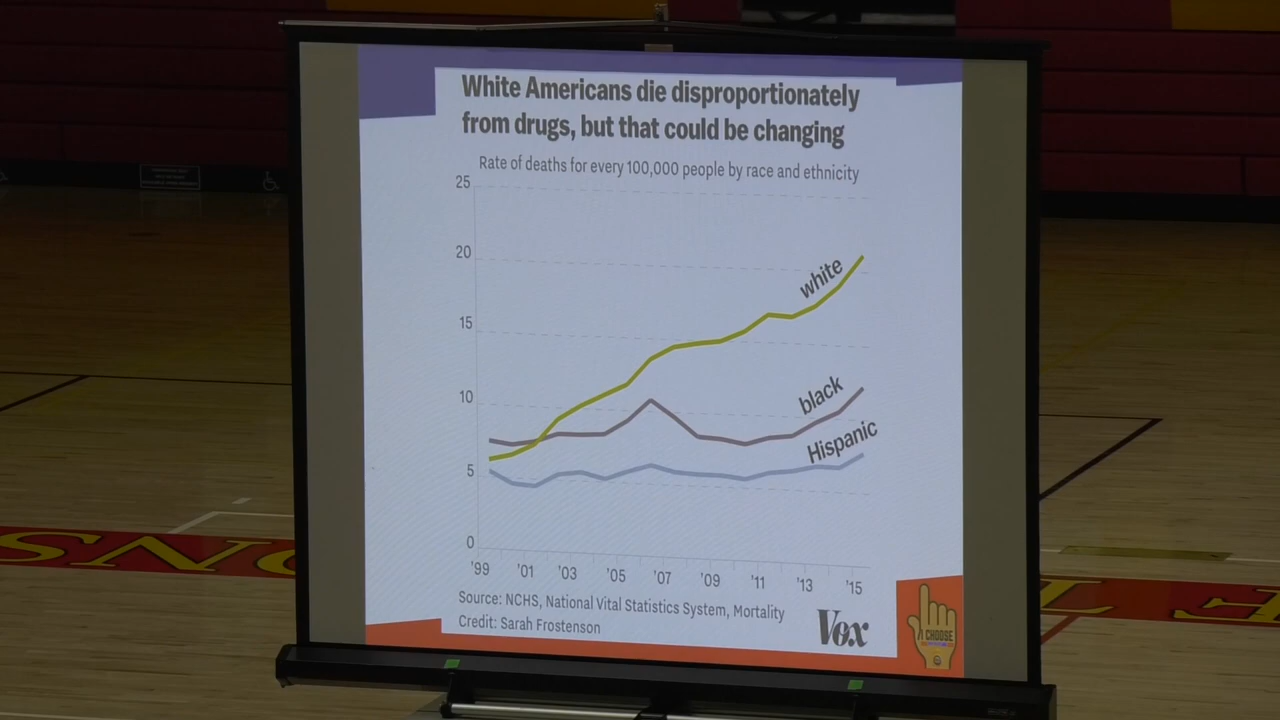 White Americans die disproportionately
from drugs, but that could be changing
Rate of deaths for every 100,000 people by race and ethnicity
25
20
15
10
5
0
white
black
Hispanic
'99 '01 '03 '05 '07 '09 '11 '13 '15
Source: NCHS, National Vital Statistics System, Mortality
Credit: Sarah Frostenson
Vox
I CHOOSE